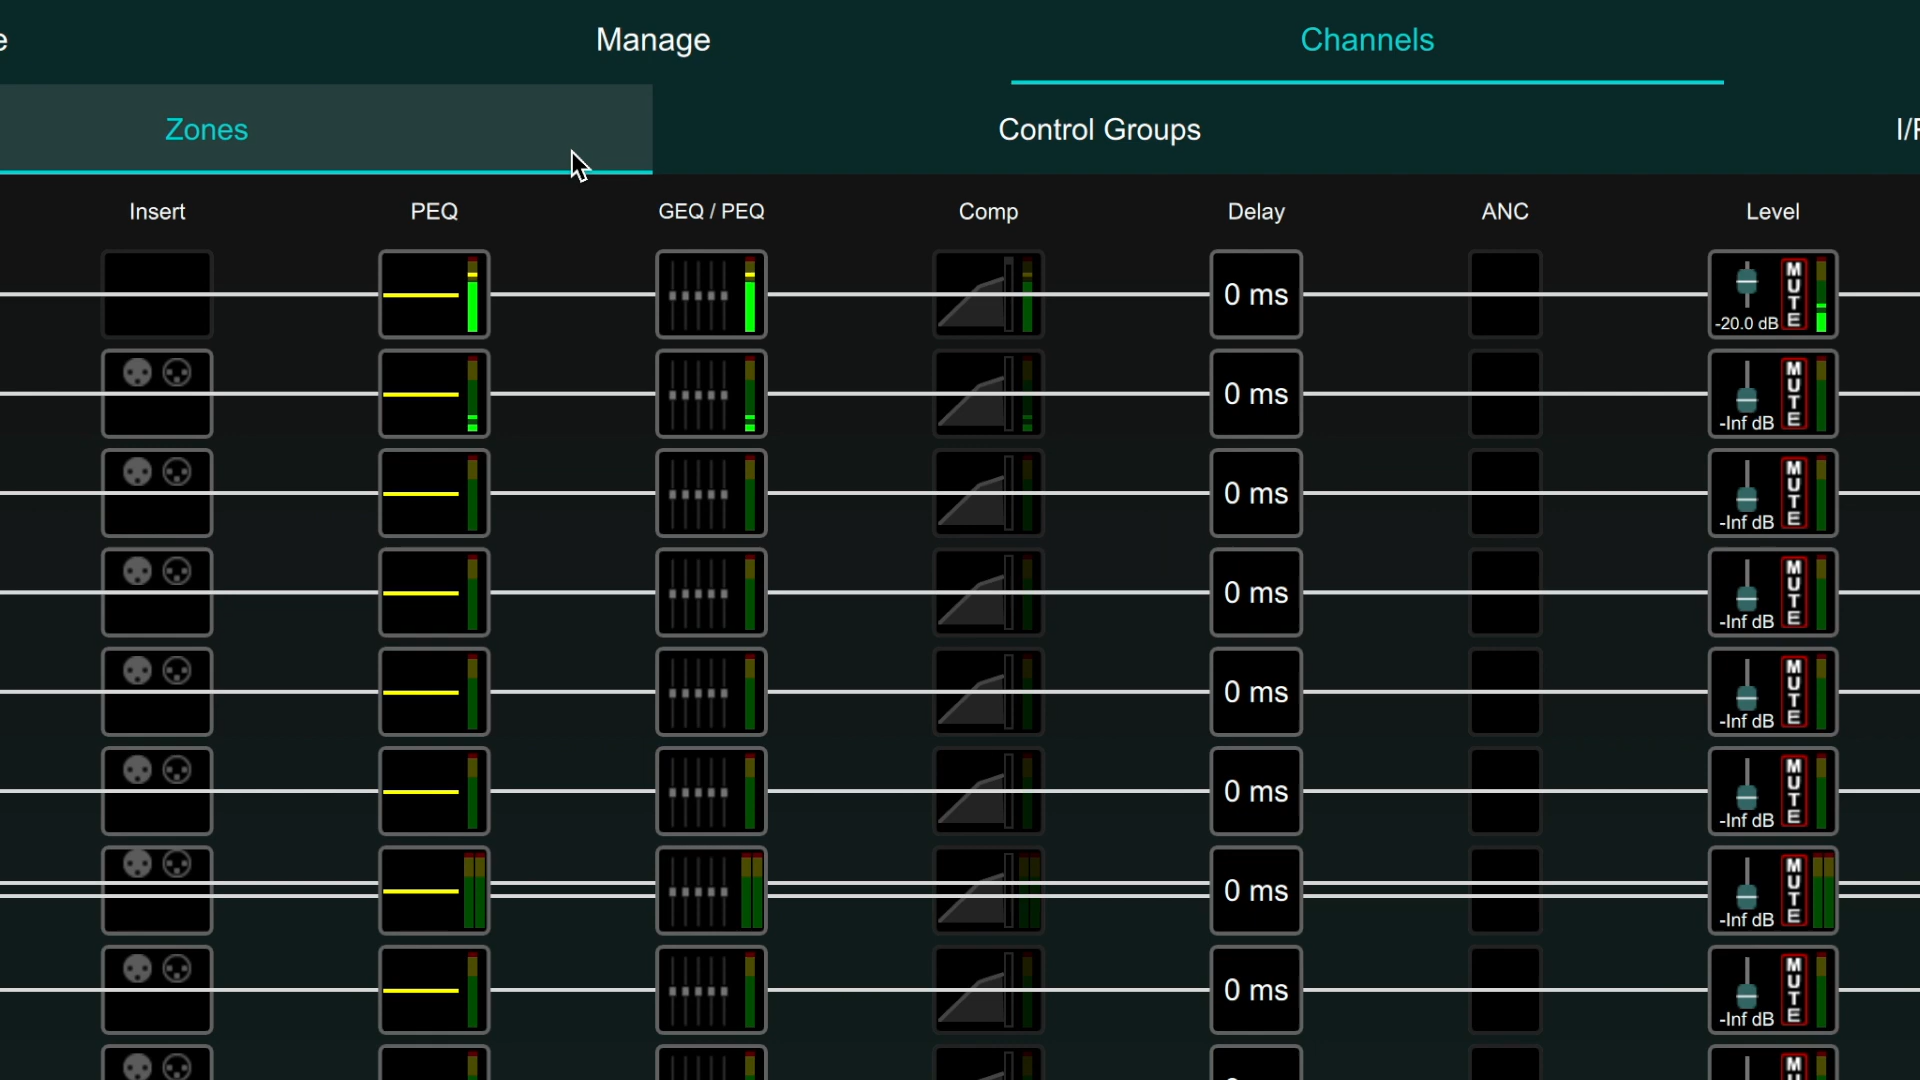 e Manage Channels
Zones Control Groups I/F
Insert PEQ GEQ / PEQ Comp Delay ANC Level
0 ms -20.0 dB MUTE
0 ms -Inf dB MUTE
0 ms -Inf dB MUTE
0 ms -Inf dB MUTE
0 ms -Inf dB MUTE
0 ms -Inf dB MUTE
0 ms -Inf dB MUTE
0 ms -Inf dB MUTE